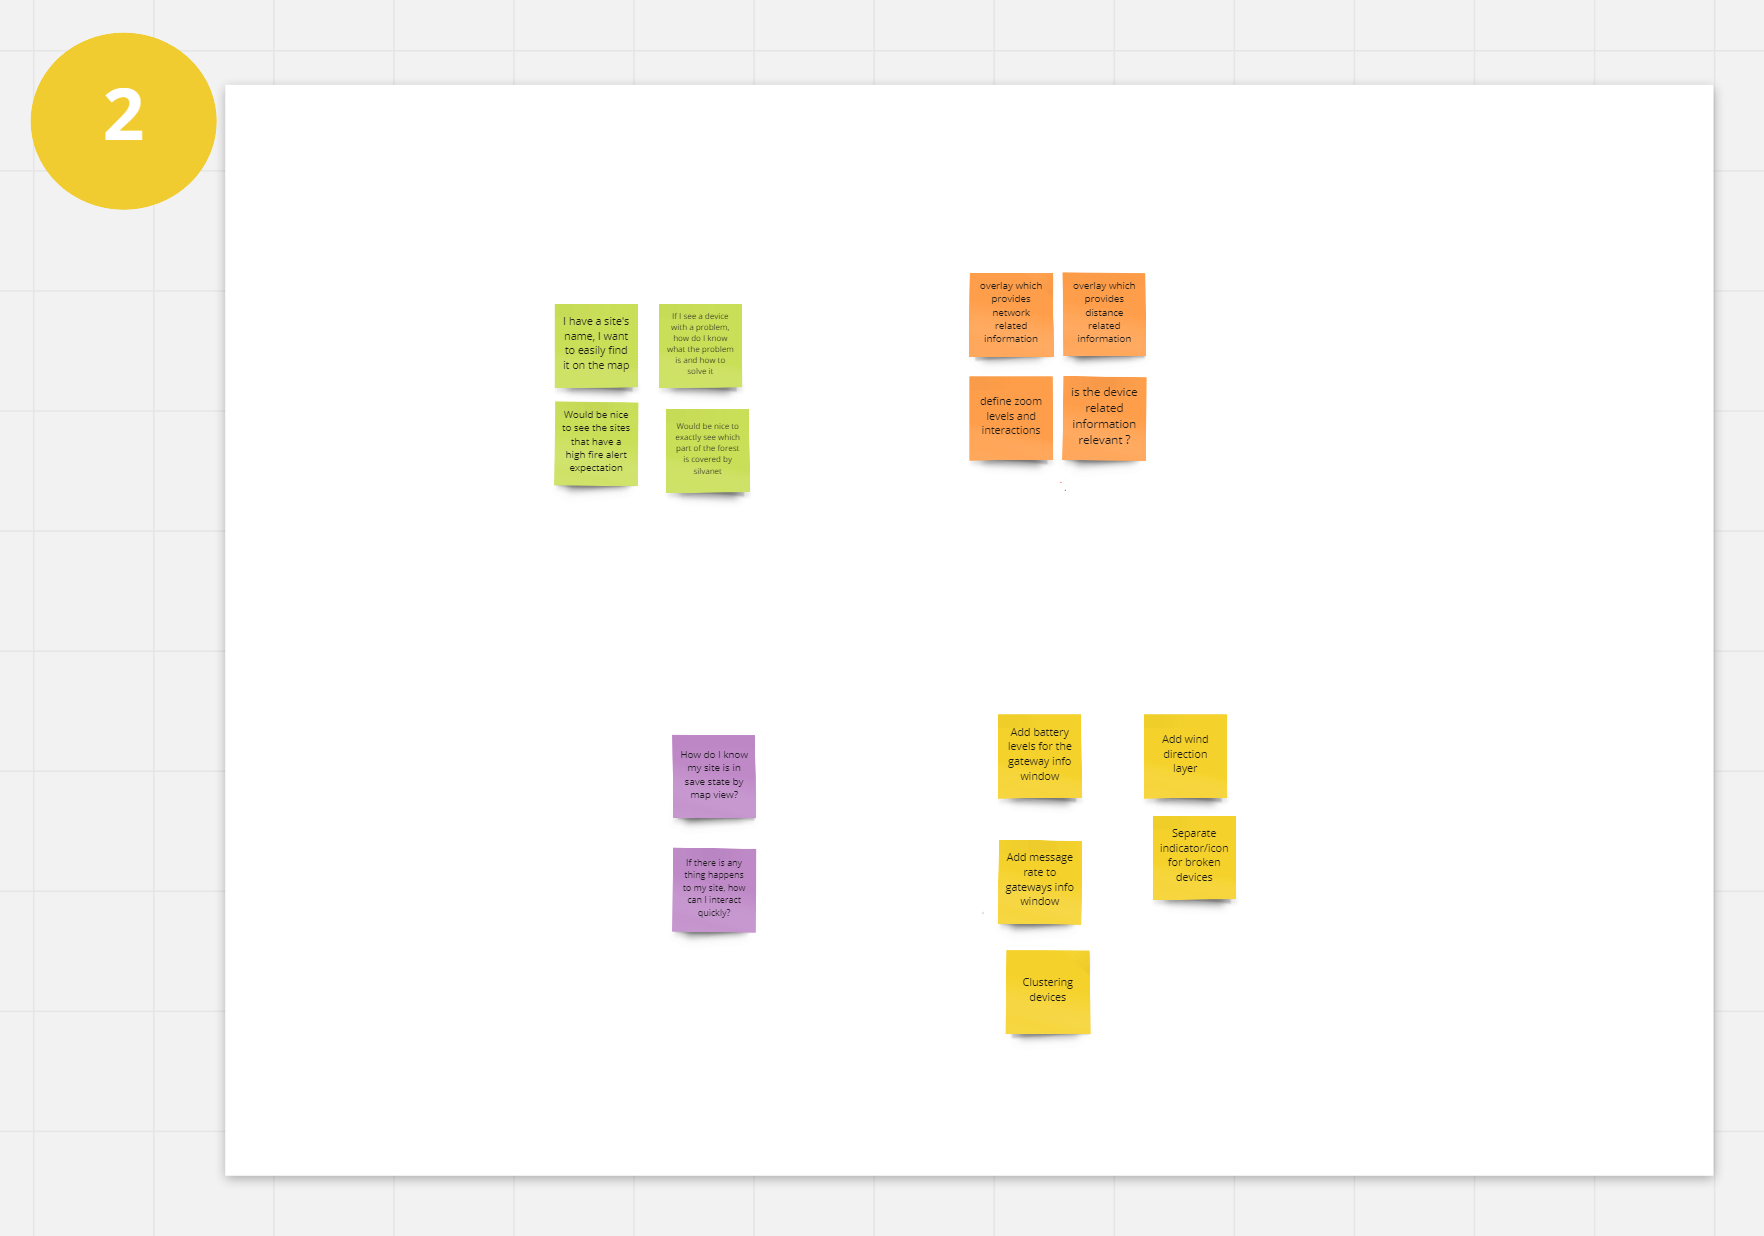 2
I have a site's
name, I want
to easily find
it on the map
If I see a device
with a problem,
how do I know
what the problem
is and how to
solve it
Would be nice
to see the sites
that have a
high fire alert
expectation
Would be nice to
exactly see which
part of the forest
is covered by
silvanet
overlay which
provides
network
related
information
overlay which
provides
distance
related
information
define zoom
levels and
interactions
is the device
related
information
relevant ?
How do I know
my site is in
save state by
map view?
If there is any
thing happens
to my site, how
can I interact
quickly?
Add battery
levels for the
gateway info
window
Add wind
direction
layer
Add message
rate to
gateways info
window
Separate
indicator/icon
for broken
devices
Clustering
devices